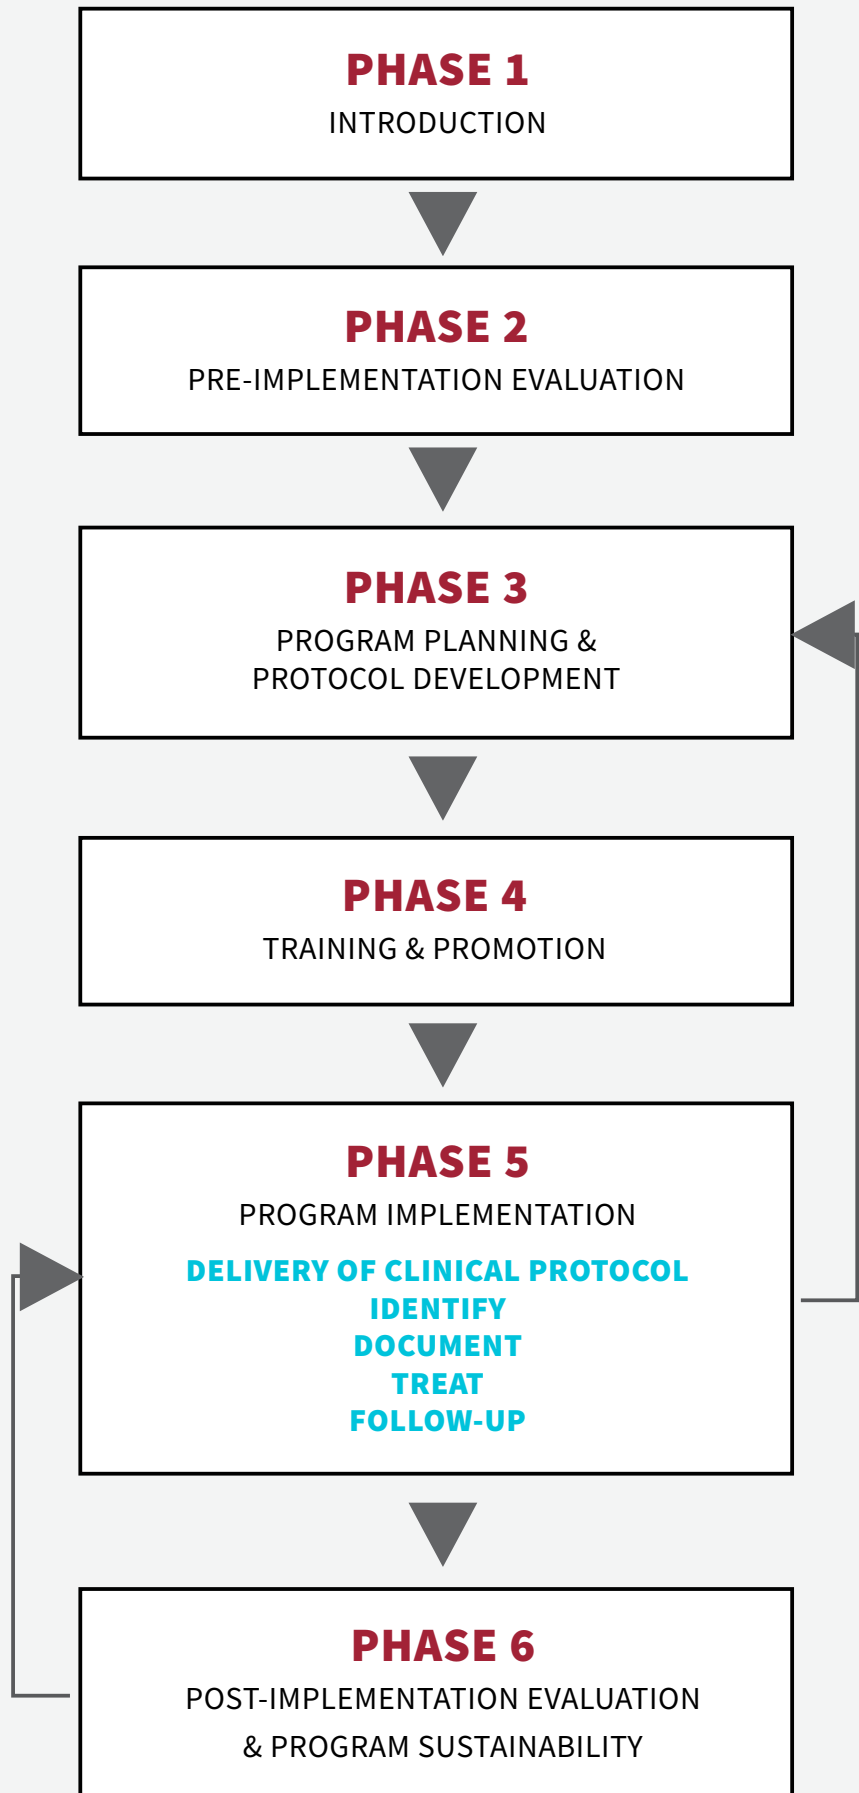 PHASE 1
INTRODUCTION
PHASE 2
PRE-IMPLEMENTATION EVALUATION
PHASE 3
PROGRAM PLANNING &
PROTOCOL DEVELOPMENT
PHASE 4
TRAINING & PROMOTION
PHASE 5
PROGRAM IMPLEMENTATION
DELIVERY OF CLINICAL PROTOCOL
IDENTIFY
DOCUMENT
TREAT
FOLLOW-UP
PHASE 6
POST-IMPLEMENTATION EVALUATION
& PROGRAM SUSTAINABILITY